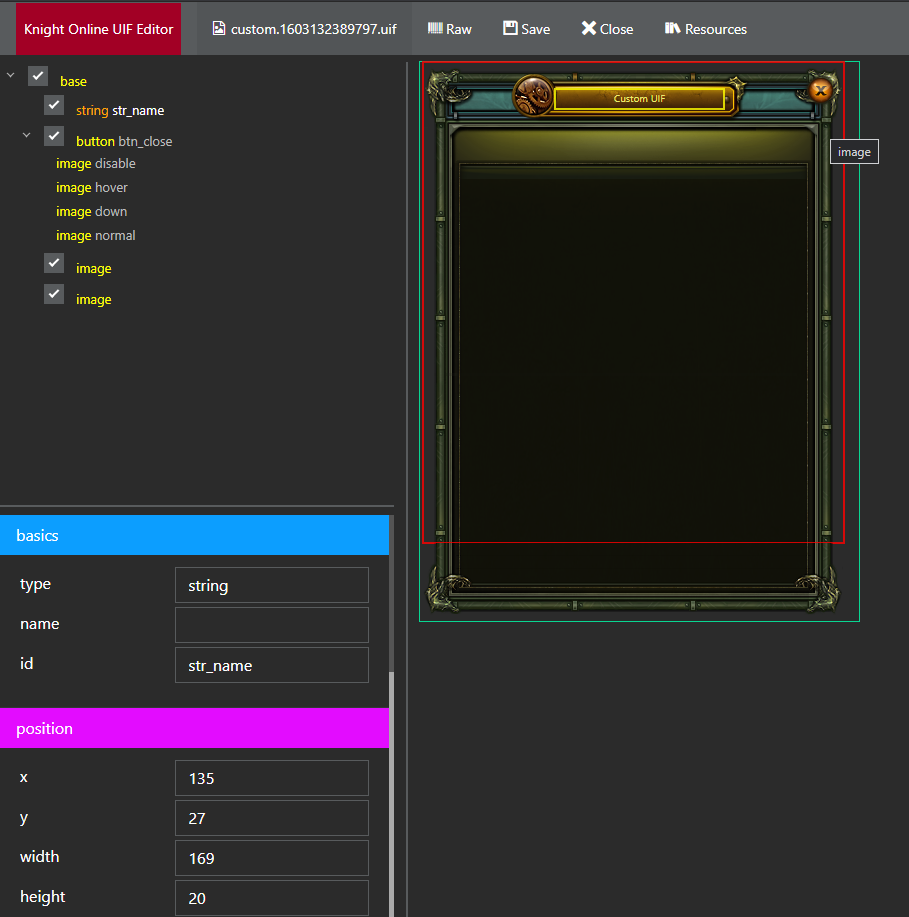 Knight Online UIF Editor
custom.1603132389797.uif
Raw
Save
Close
Resources
base
string str_name
button btn_close
image disable
image hover
image down
image normal
image
image
Custom UIF
X
image
basics
type
string
name
id
str_name
position
x
135
y
27
width
169
height
20